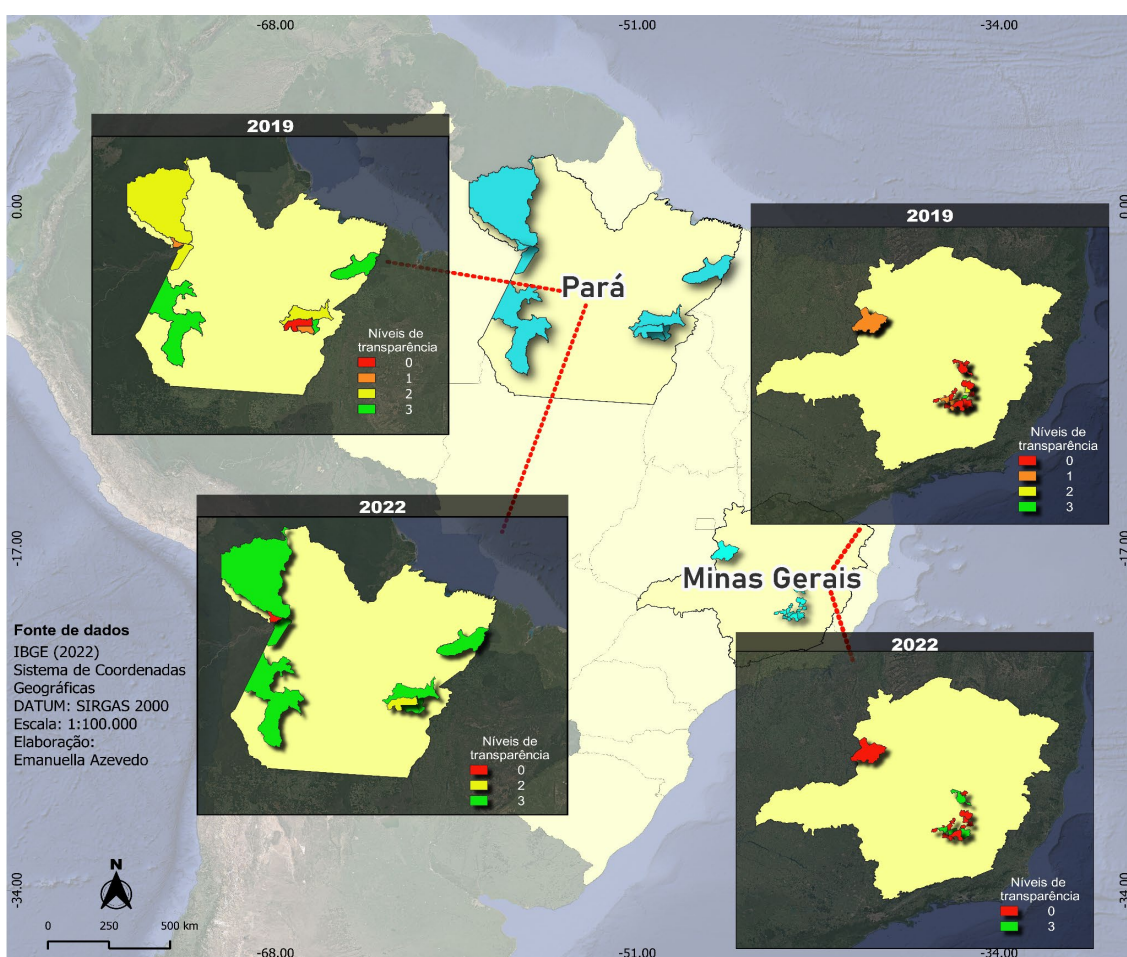 -68.00
-51.00
-34.00
0.00
-17.00
-34.00
0.00
-17.00
-34.00
2019
Níveis de
transparência
0
1
2
3
Pará
2019
Níveis de
transparência
0
1
2
3
2022
Níveis de
transparência
0
2
3
Minas Gerais
2022
Níveis de
transparência
0
3
Fonte de dados
IBGE (2022)
Sistema de Coordenadas
Geográficas
DATUM: SIRGAS 2000
Escala: 1:100.000
Elaboração:
Emanuella Azevedo
N
0
250
500 km
-68.00
-51.00
-34.00